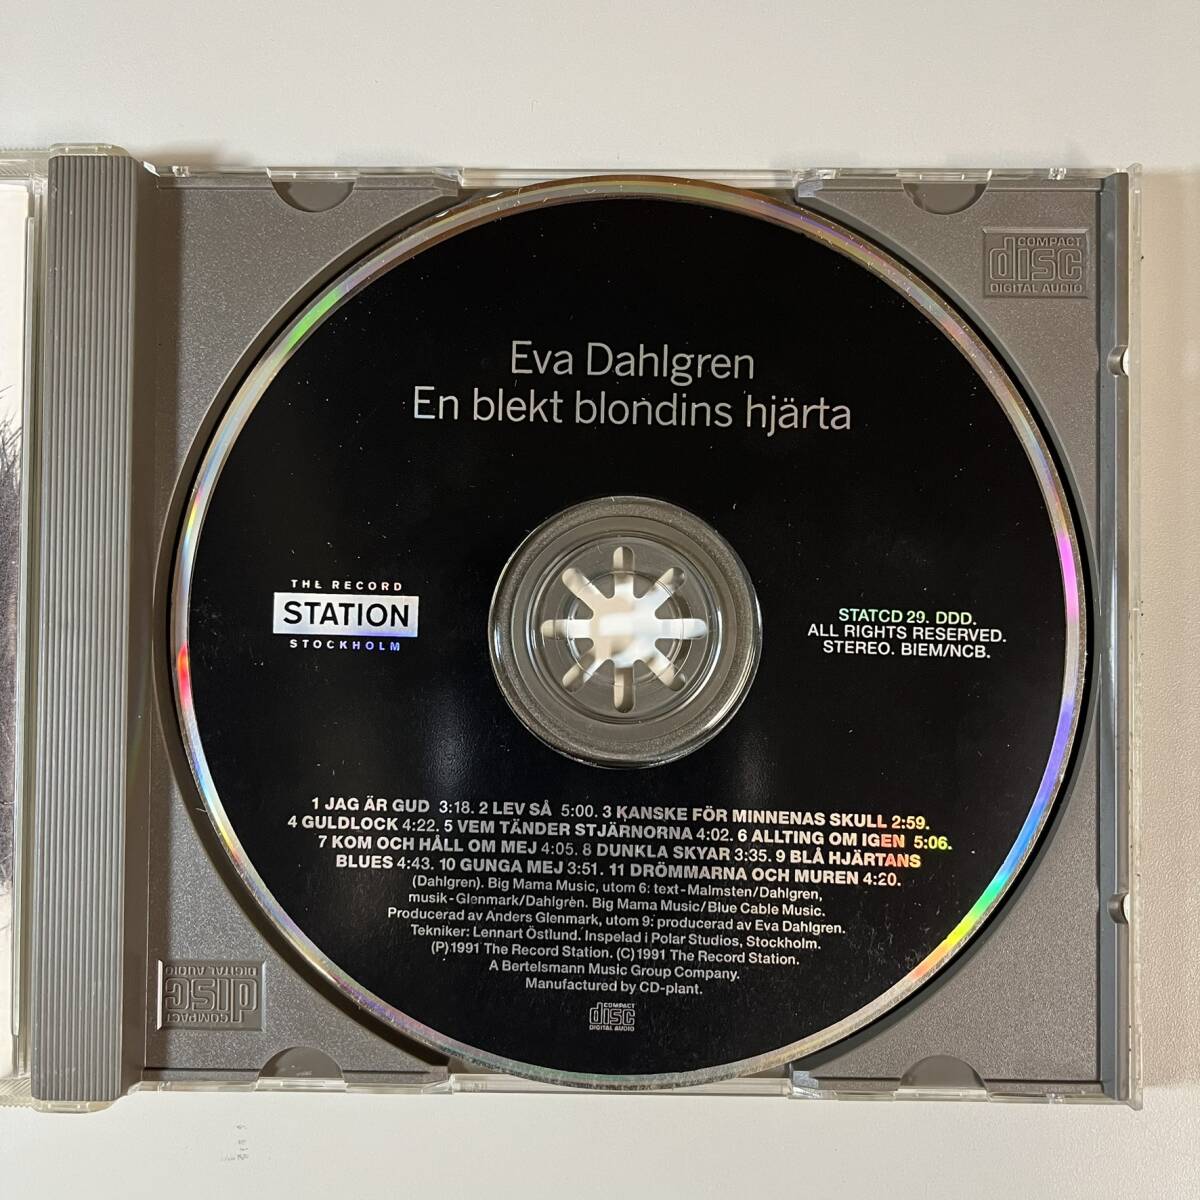 COMPACT
disc
DIGITAL AUDIO
Eva Dahlgren
En blekt blondins hjärta
THE RECORD
STATION
STOCKHOLM
STATCD 29. DDD.
ALL RIGHTS RESERVED.
STEREO. BIEM/NCB.
1 JAG ÄR GUD 3:18. 2 LEV SÅ 5:00. 3 KANSKE FÖR MINNENAS SKULL 2:59.
4 GULDLOCK 4:22. 5 VEM TÄNDER STJÄRNORNA 4:02. 6 ALLTING OM IGEN 5:06.
7 KOM OCH HÅLL OM MEJ 4:05. 8 DUNKLA SKYAR 3:35. 9 BLÅ HJÄRTANS
BLUES 4:43. 10 GUNGA MEJ 3:51. 11 DRÖMMARNA OCH MUREN 4:20.
(Dahlgren). Big Mama Music, utom 6: text-Malmsten/Dahlgren,
musik-Glenmark/Dahlgren. Big Mama Music/Blue Cable Music.
Producerad av Anders Glenmark, utom 9: producerad av Eva Dahlgren.
Tekniker: Lennart Östlund. Inspelad i Polar Studios, Stockholm.
(P)1991 The Record Station. (C)1991 The Record Station.
A Bertelsmann Music Group Company.
Manufactured by CD-plant.
COMPACT
disc
DIGITAL AUDIO
COMPACT
disc
DIGITAL AUDIO